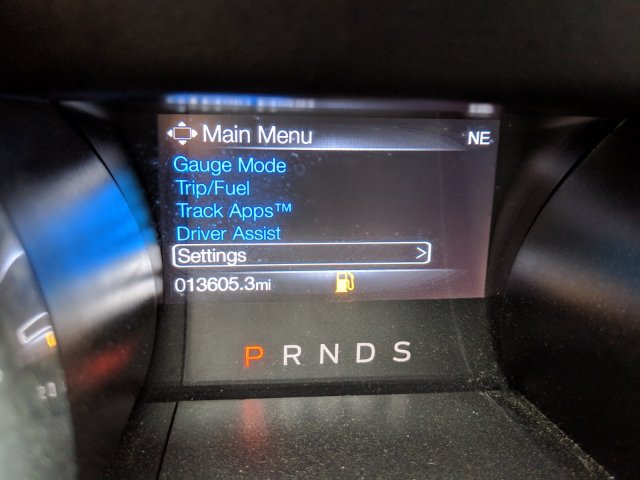 Main Menu NE
Gauge Mode
Trip/Fuel
Track Apps™
Driver Assist
Settings >
013605.3mi
P R N D S